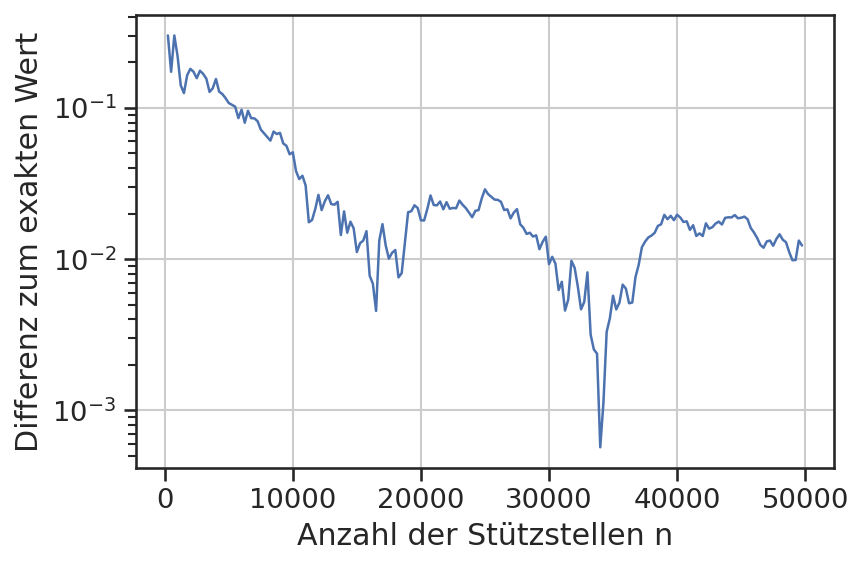 Differenz zum exakten Wert
10⁻¹
10⁻²
10⁻³
0 10000 20000 30000 40000 50000
Anzahl der Stützstellen n